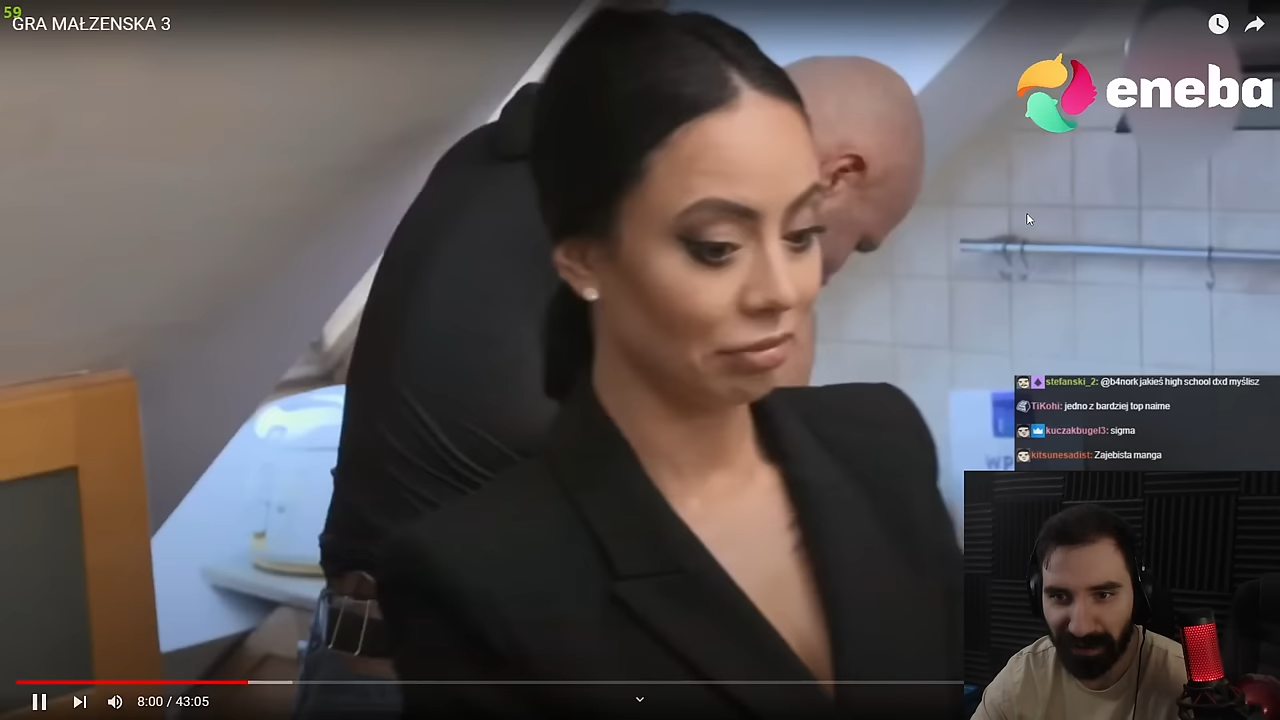 59
GRA MAŁZENSKA 3
eneba
stefanski_2: @b4nork jakieś high school dxd myślisz
TiKohi: jedno z bardziej top naime
kuczakbugel3: sigma
kitsunesadist: Zajebista manga
8:00 / 43:05